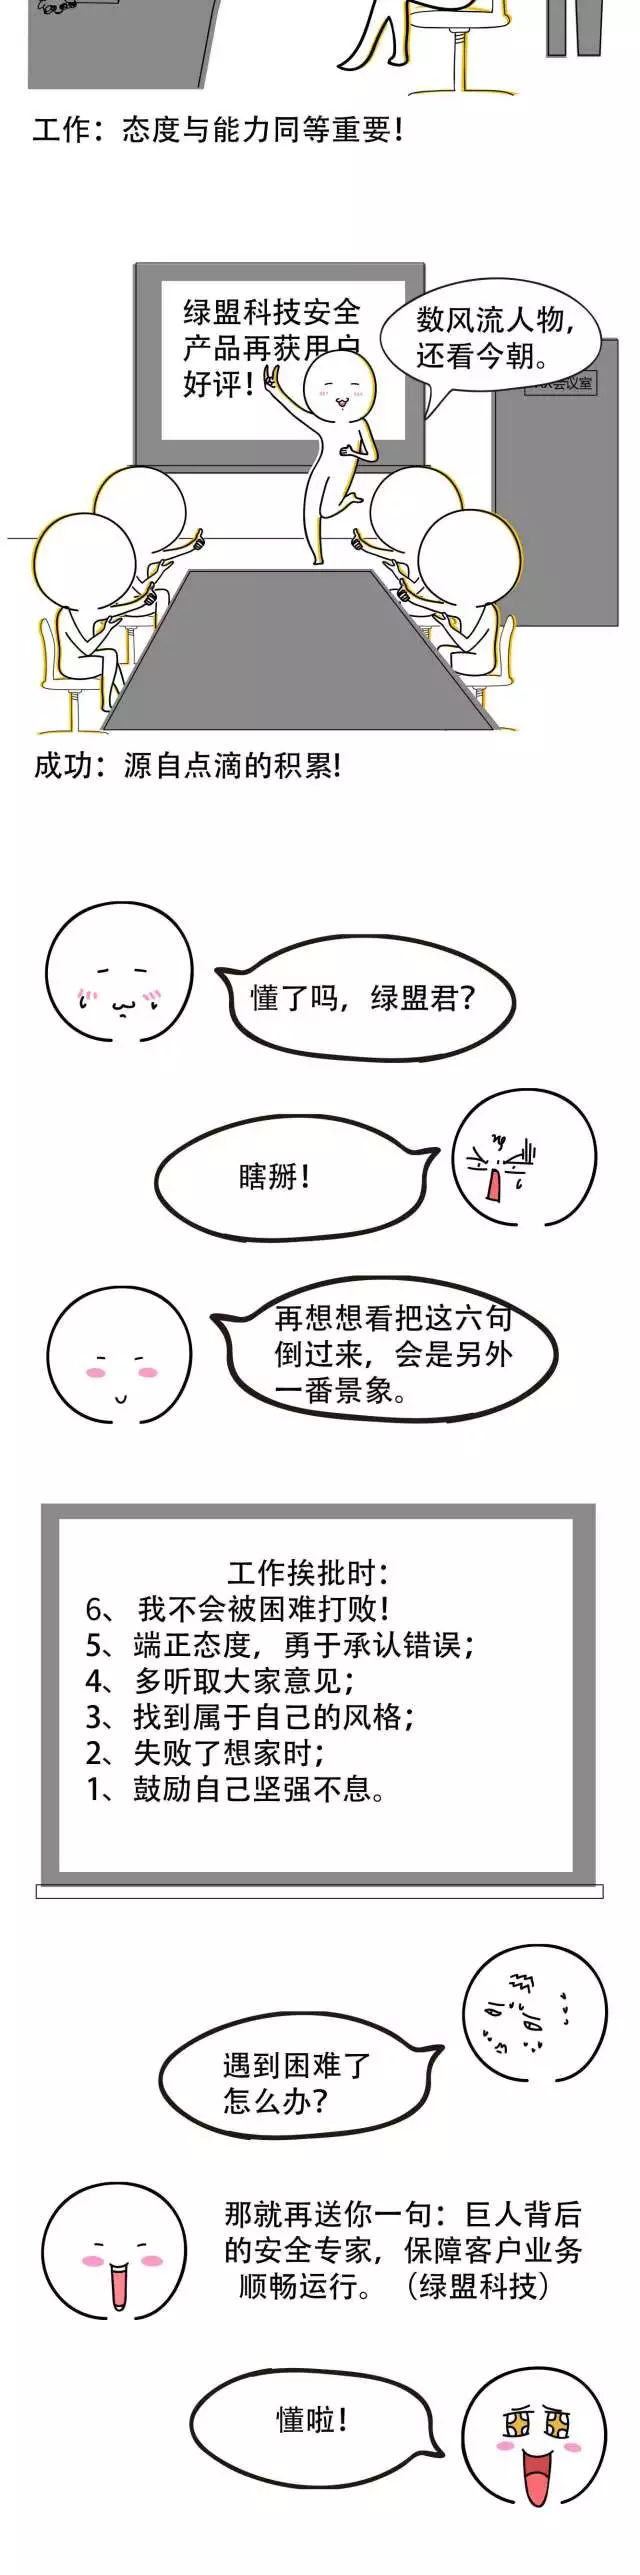 工作：态度与能力同等重要！
绿盟科技安全
产品再获用户
好评！
数风流人物，
还看今朝。
会议室
成功：源自点滴的积累!
懂了吗，绿盟君？
瞎掰！
再想想看把这六句
倒过来，会是另外
一番景象。
工作挨批时：
6、我不会被困难打败！
5、端正态度，勇于承认错误；
4、多听取大家意见；
3、找到属于自己的风格；
2、失败了想家时；
1、鼓励自己坚强不息。
遇到困难了
怎么办？
那就再送你一句：巨人背后
的安全专家，保障客户业务
顺畅运行。（绿盟科技）
懂啦！